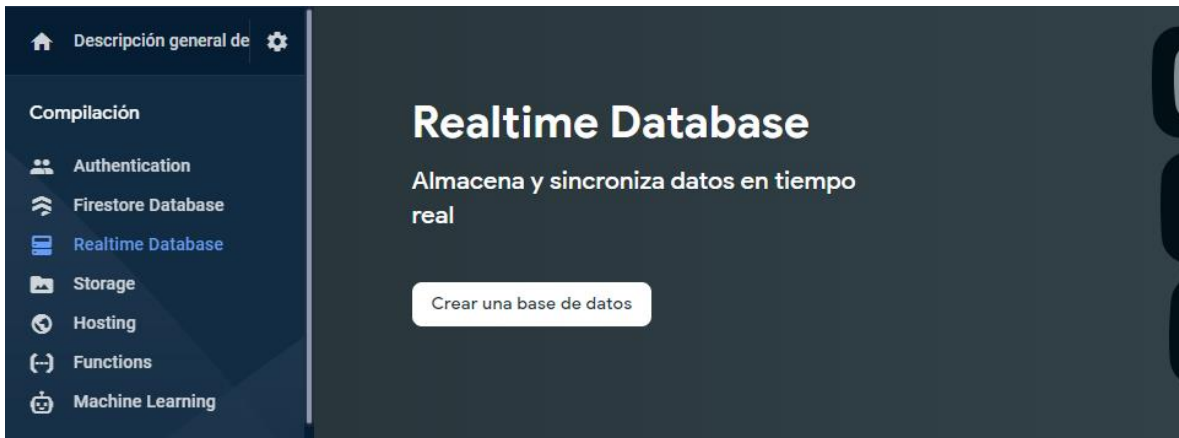 Descripción general de
Compilación
Authentication
Firestore Database
Realtime Database
Storage
Hosting
Functions
Machine Learning
Realtime Database
Almacena y sincroniza datos en tiempo
real
Crear una base de datos